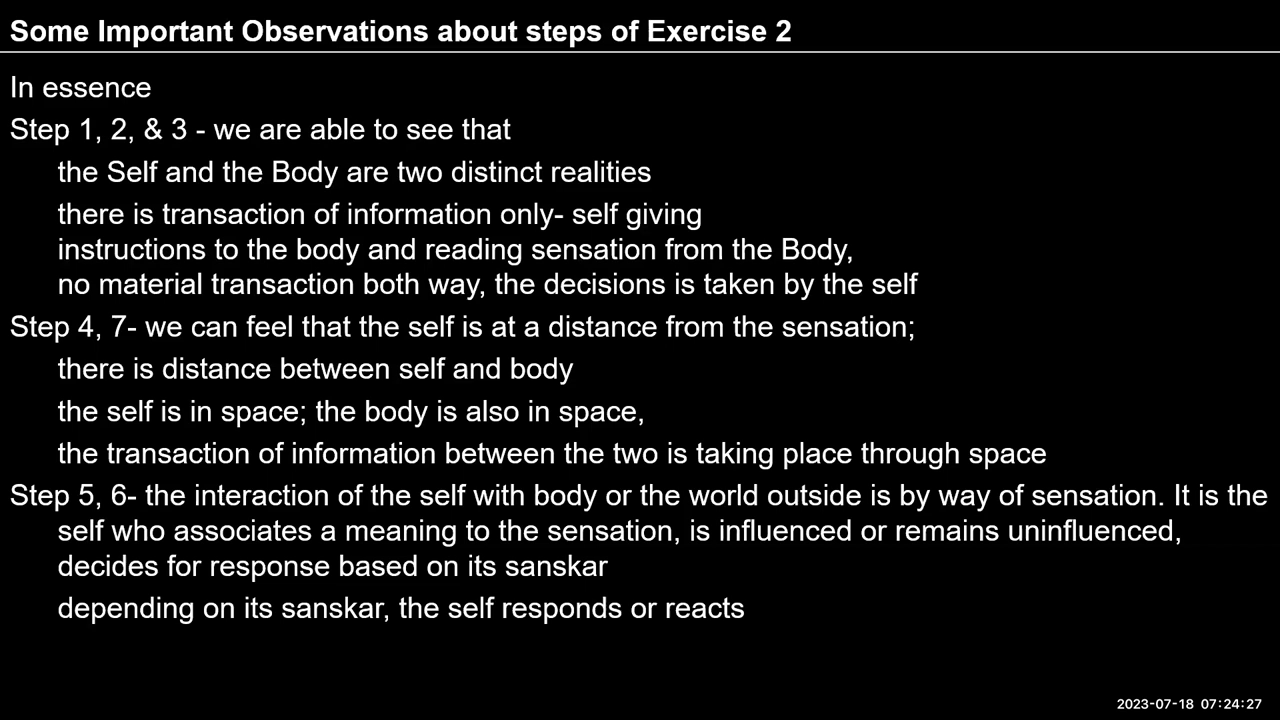 Some Important Observations about steps of Exercise 2
In essence
Step 1, 2, & 3 - we are able to see that
the Self and the Body are two distinct realities
there is transaction of information only- self giving
instructions to the body and reading sensation from the Body,
no material transaction both way, the decisions is taken by the self
Step 4, 7- we can feel that the self is at a distance from the sensation;
there is distance between self and body
the self is in space; the body is also in space,
the transaction of information between the two is taking place through space
Step 5, 6- the interaction of the self with body or the world outside is by way of sensation. It is the
self who associates a meaning to the sensation, is influenced or remains uninfluenced,
decides for response based on its sanskar
depending on its sanskar, the self responds or reacts
2023-07-18 07:24:27